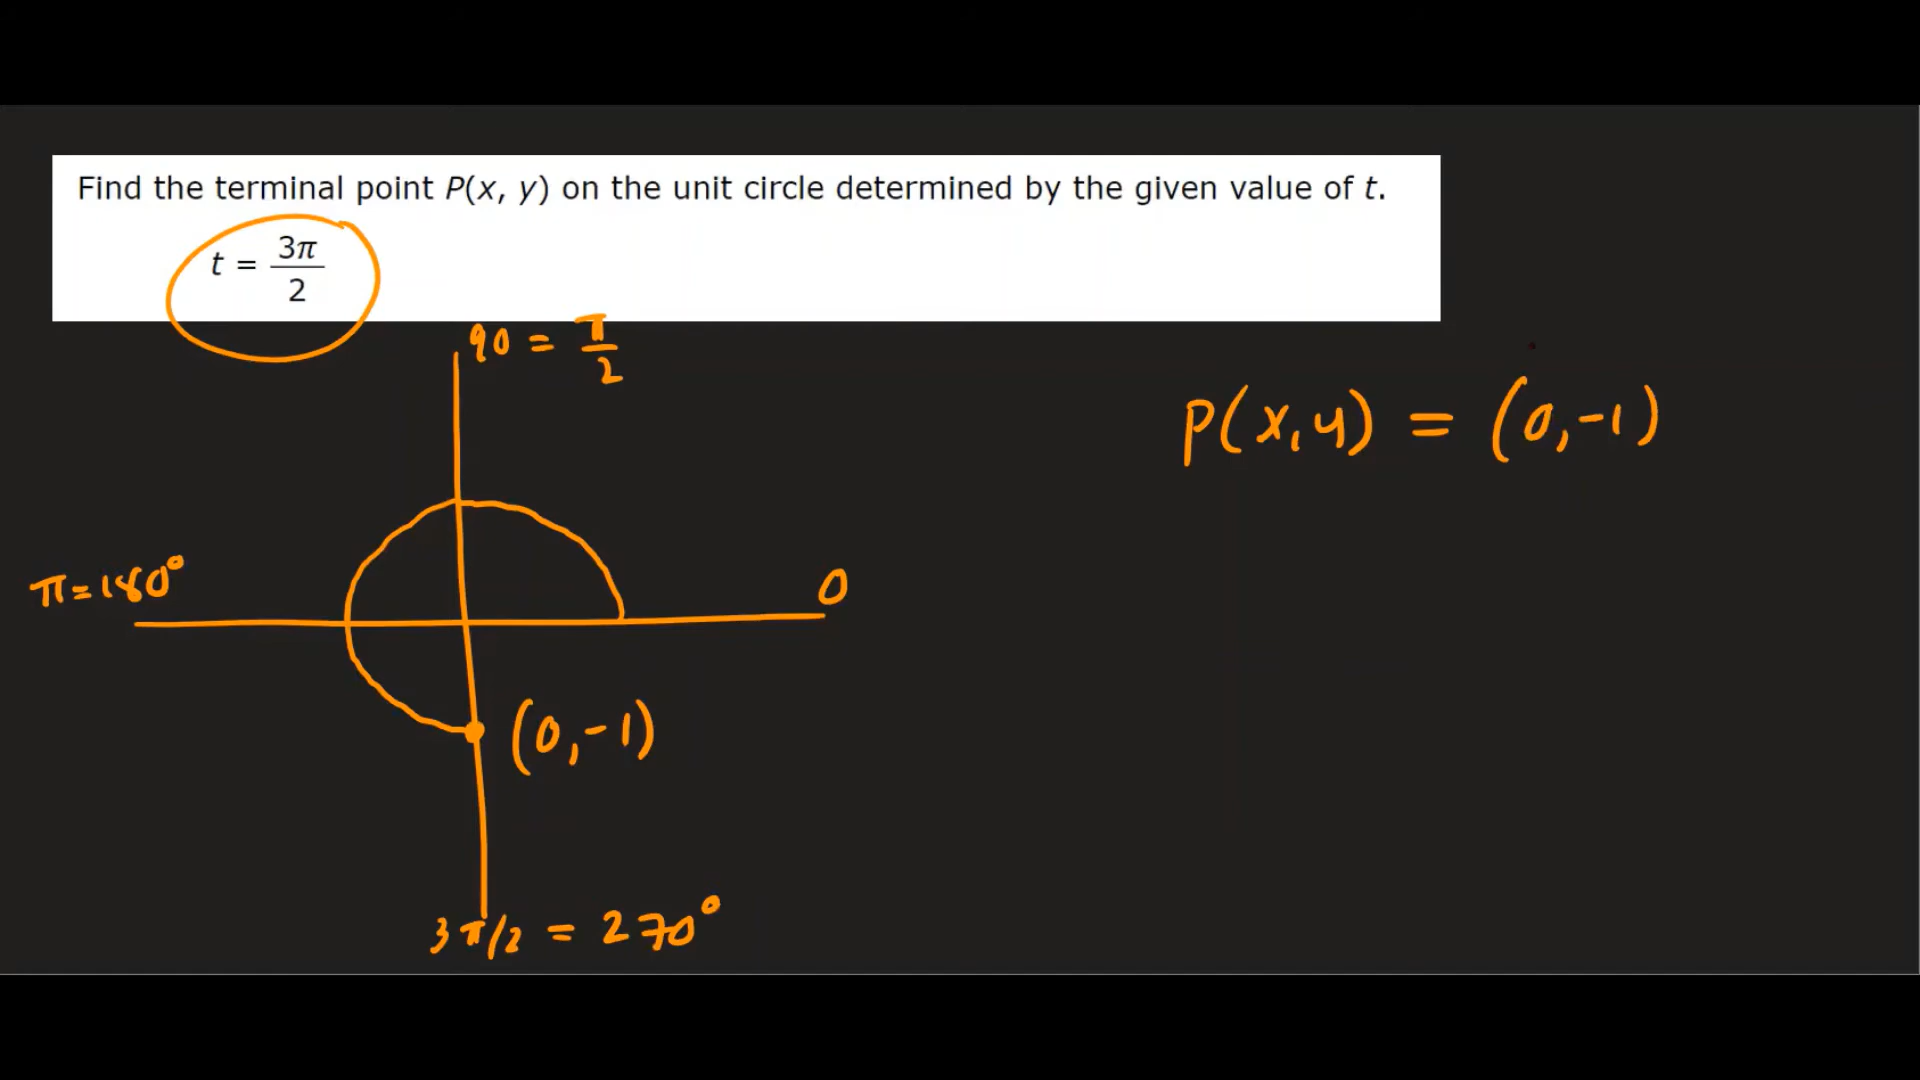 Find the terminal point P(x, y) on the unit circle determined by the given value of t.
t = 3π/2
90 = π/2
P(x,y) = (0,-1)
π=180°
0
(0,-1)
3π/2 = 270°